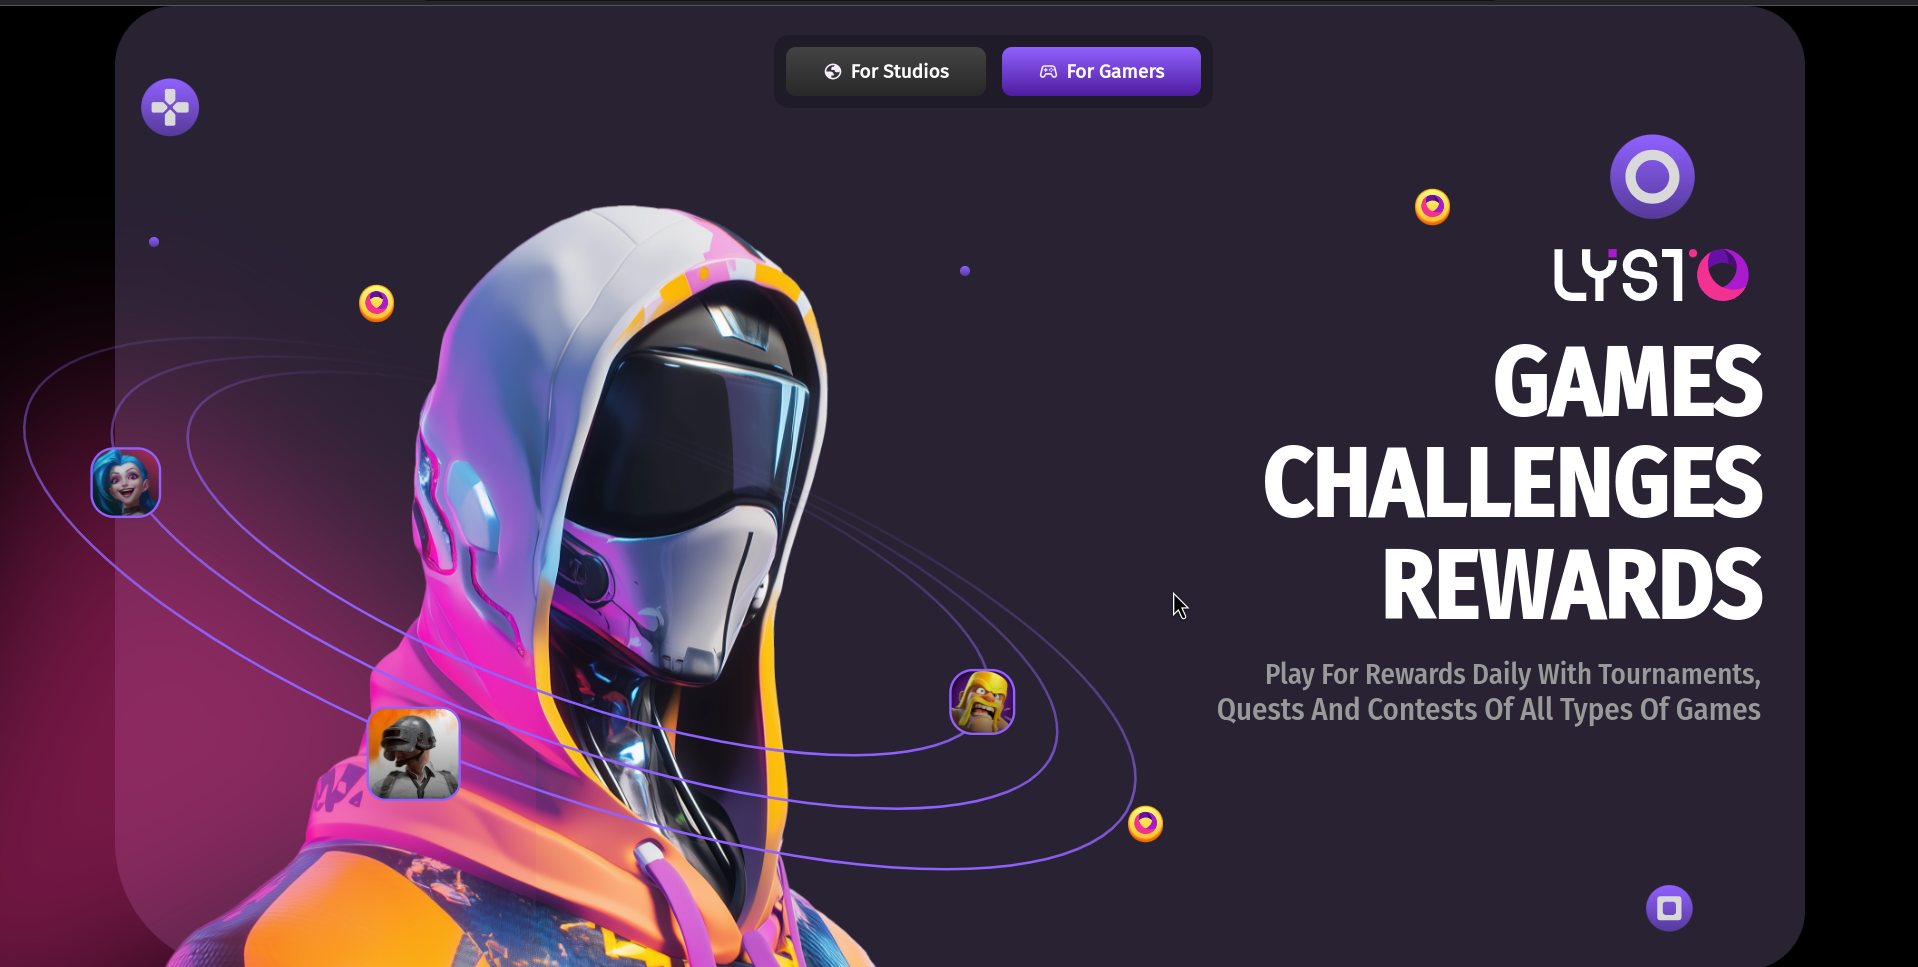 For Studios
For Gamers
LYSTO
GAMES
CHALLENGES
REWARDS
Play For Rewards Daily With Tournaments,
Quests And Contests Of All Types Of Games